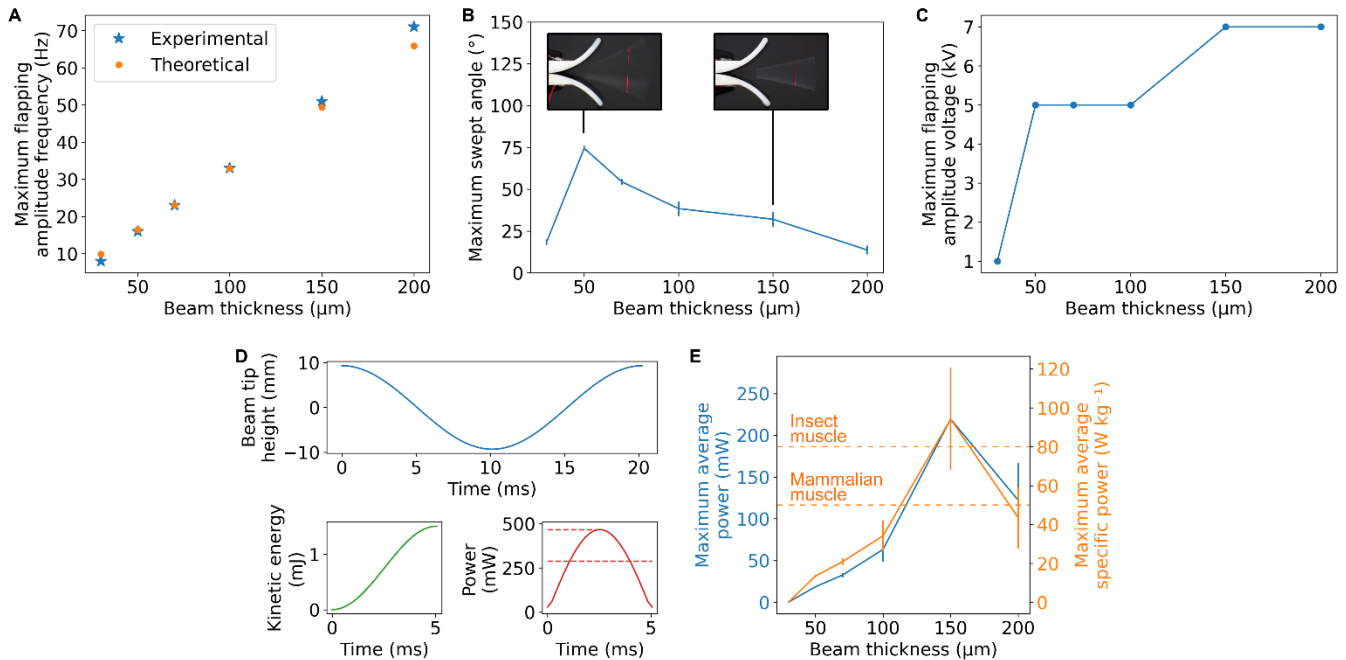 A
Maximum flapping
amplitude frequency (Hz)
70
60
50
40
30
20
10
Experimental
Theoretical
50
100
150
200
Beam thickness (μm)
B
Maximum swept angle (°)
150
125
100
75
50
25
0
50
100
150
200
Beam thickness (μm)
C
Maximum flapping
amplitude voltage (kV)
7
6
5
4
3
2
1
50
100
150
200
Beam thickness (μm)
D
Beam tip
height (mm)
10
0
−10
0
5
10
15
20
Time (ms)
Kinetic energy
(mJ)
1
0
0
5
Time (ms)
Power
(mW)
500
250
0
0
5
Time (ms)
E
Maximum average
power (mW)
250
200
150
100
50
0
Insect
muscle
Mammalian
muscle
120
100
80
60
40
20
0
Maximum average
specific power (W kg⁻¹)
50
100
150
200
Beam thickness (μm)